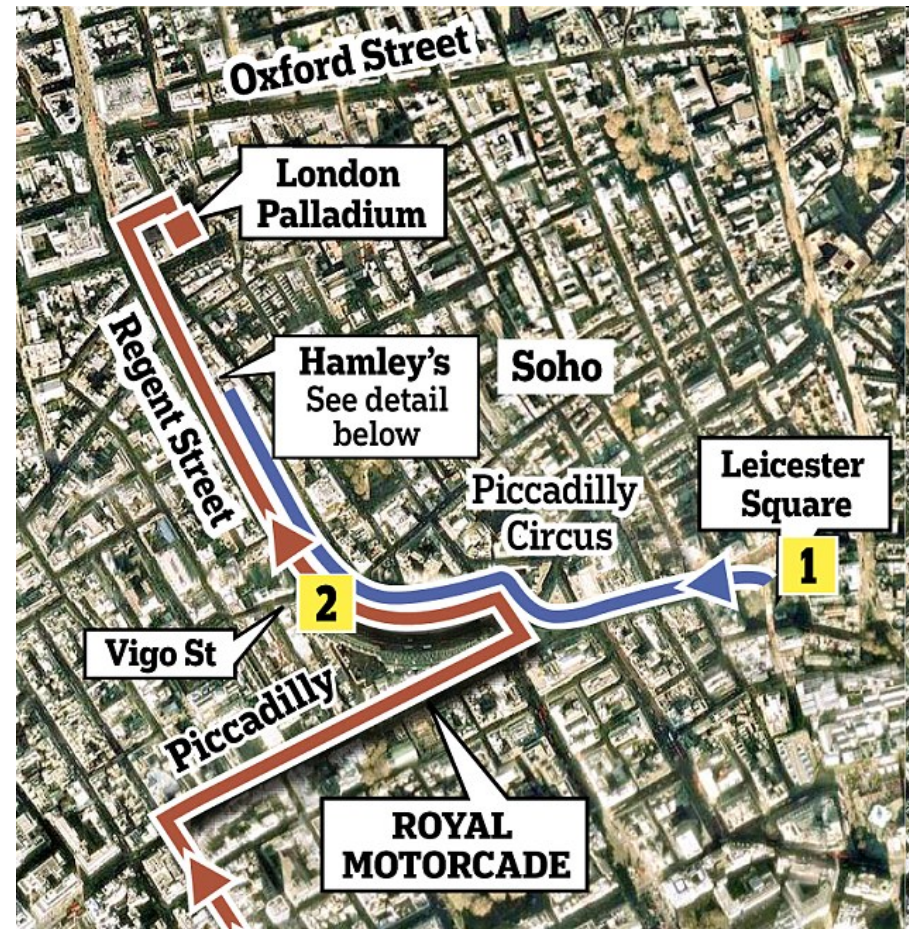 Oxford Street
London
Palladium
Regent Street
Hamley's
See detail
below
Soho
Piccadilly
Circus
Leicester
Square
1
2
Vigo St
Piccadilly
ROYAL
MOTORCADE